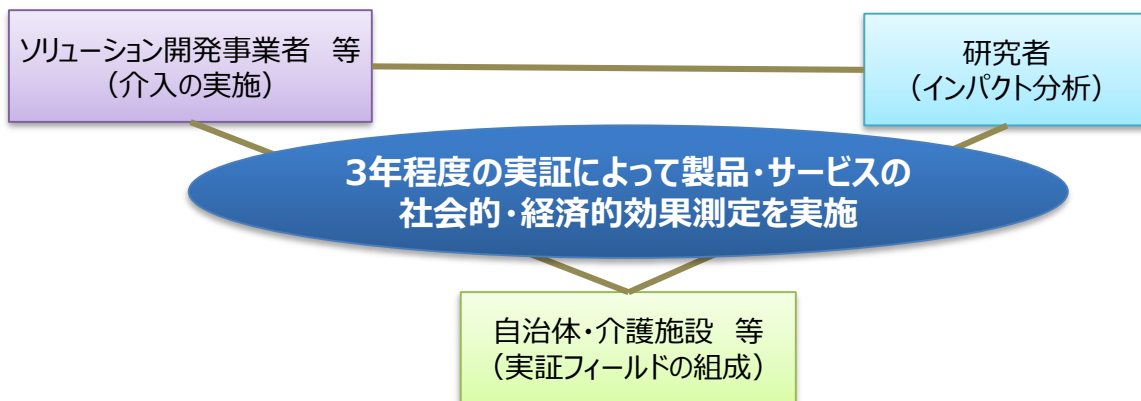 ソリューション開発事業者　等
（介入の実施）
研究者
（インパクト分析）
3年程度の実証によって製品・サービスの
社会的・経済的効果測定を実施
自治体・介護施設　等
（実証フィールドの組成）